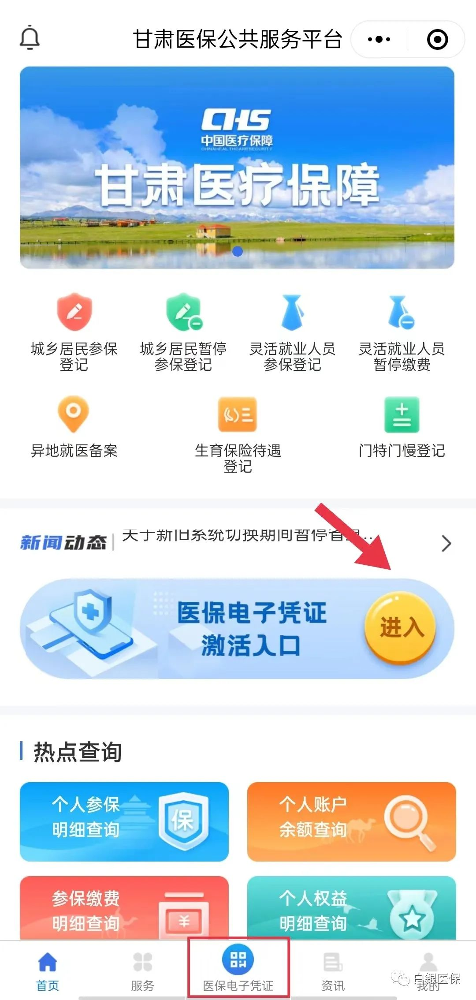 甘肃医保公共服务平台
CHS
中国医疗保障
CHINA HEALTHCARE SECURITY
甘肃医疗保障
城乡居民参保
登记
城乡居民暂停
参保登记
灵活就业人员
参保登记
灵活就业人员
暂停缴费
异地就医备案
生育保险待遇
登记
门特门慢登记
新闻动态
关于新旧系统切换期间暂停省...
医保电子凭证
激活入口
进入
热点查询
个人参保
明细查询
保
个人账户
余额查询
参保缴费
明细查询
¥
个人权益
明细查询
首页
服务
医保电子凭证
资讯
我的
白银医保